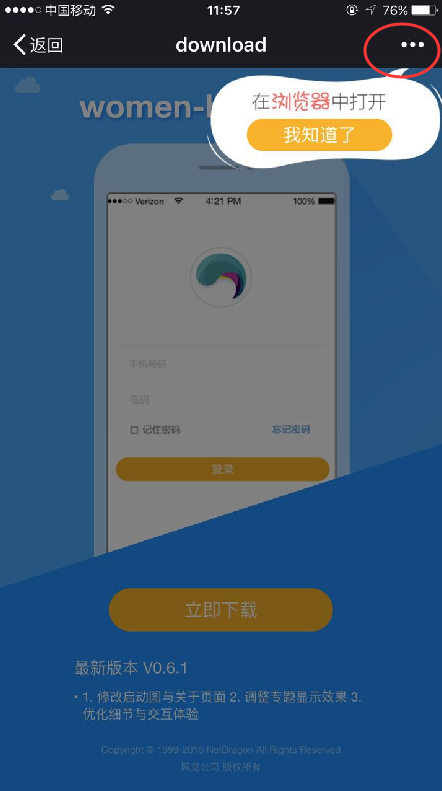 中国移动 11:57 76%
返回 download •••
women-
在浏览器中打开
我知道了
Verizon 4:21 PM 100%
手机号码
密码
记住密码 忘记密码
登录
立即下载
最新版本 V0.6.1
• 1. 修改启动图与关于页面 2. 调整专题显示效果 3.
优化细节与交互体验
Copyright © 1999-2015 NetDragon All Rights Reserved
版权所有